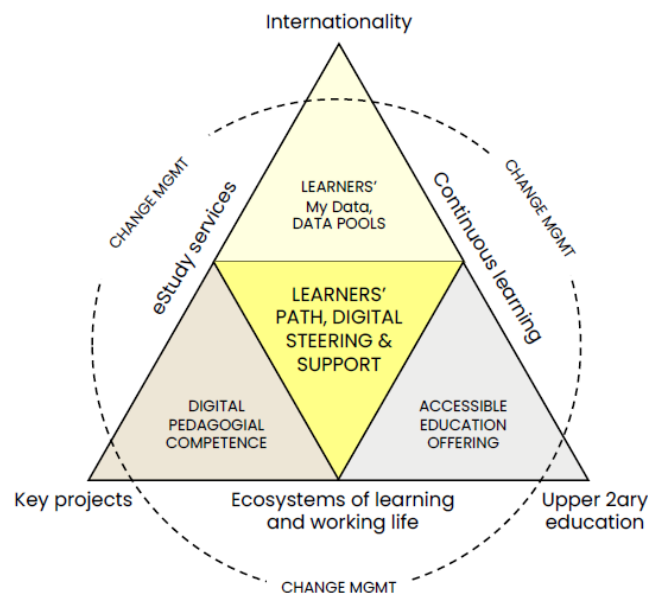 Internationality
CHANGE MGMT
CHANGE MGMT
eStudy services
Continuous learning
LEARNERS'
My Data,
DATA POOLS
LEARNERS'
PATH, DIGITAL
STEERING &
SUPPORT
DIGITAL
PEDAGOGIAL
COMPETENCE
ACCESSIBLE
EDUCATION
OFFERING
Key projects
Ecosystems of learning
and working life
Upper 2ary
education
CHANGE MGMT